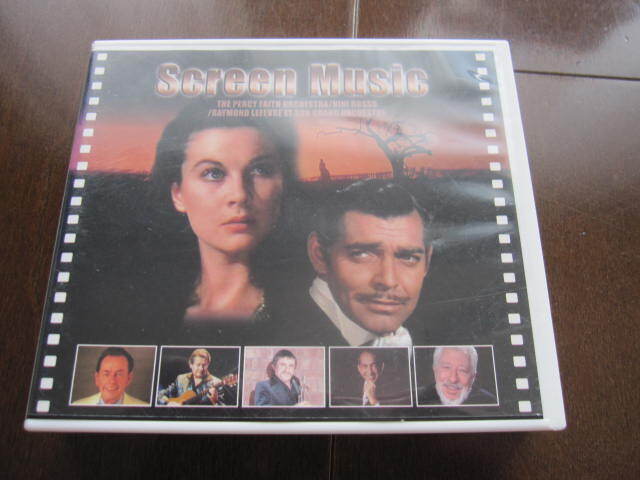 Screen Music
THE PERCY FAITH ORCHESTRA/NINI ROSSO
/RAYMOND LEFEVRE ET SON GRAND ORCHESTRE